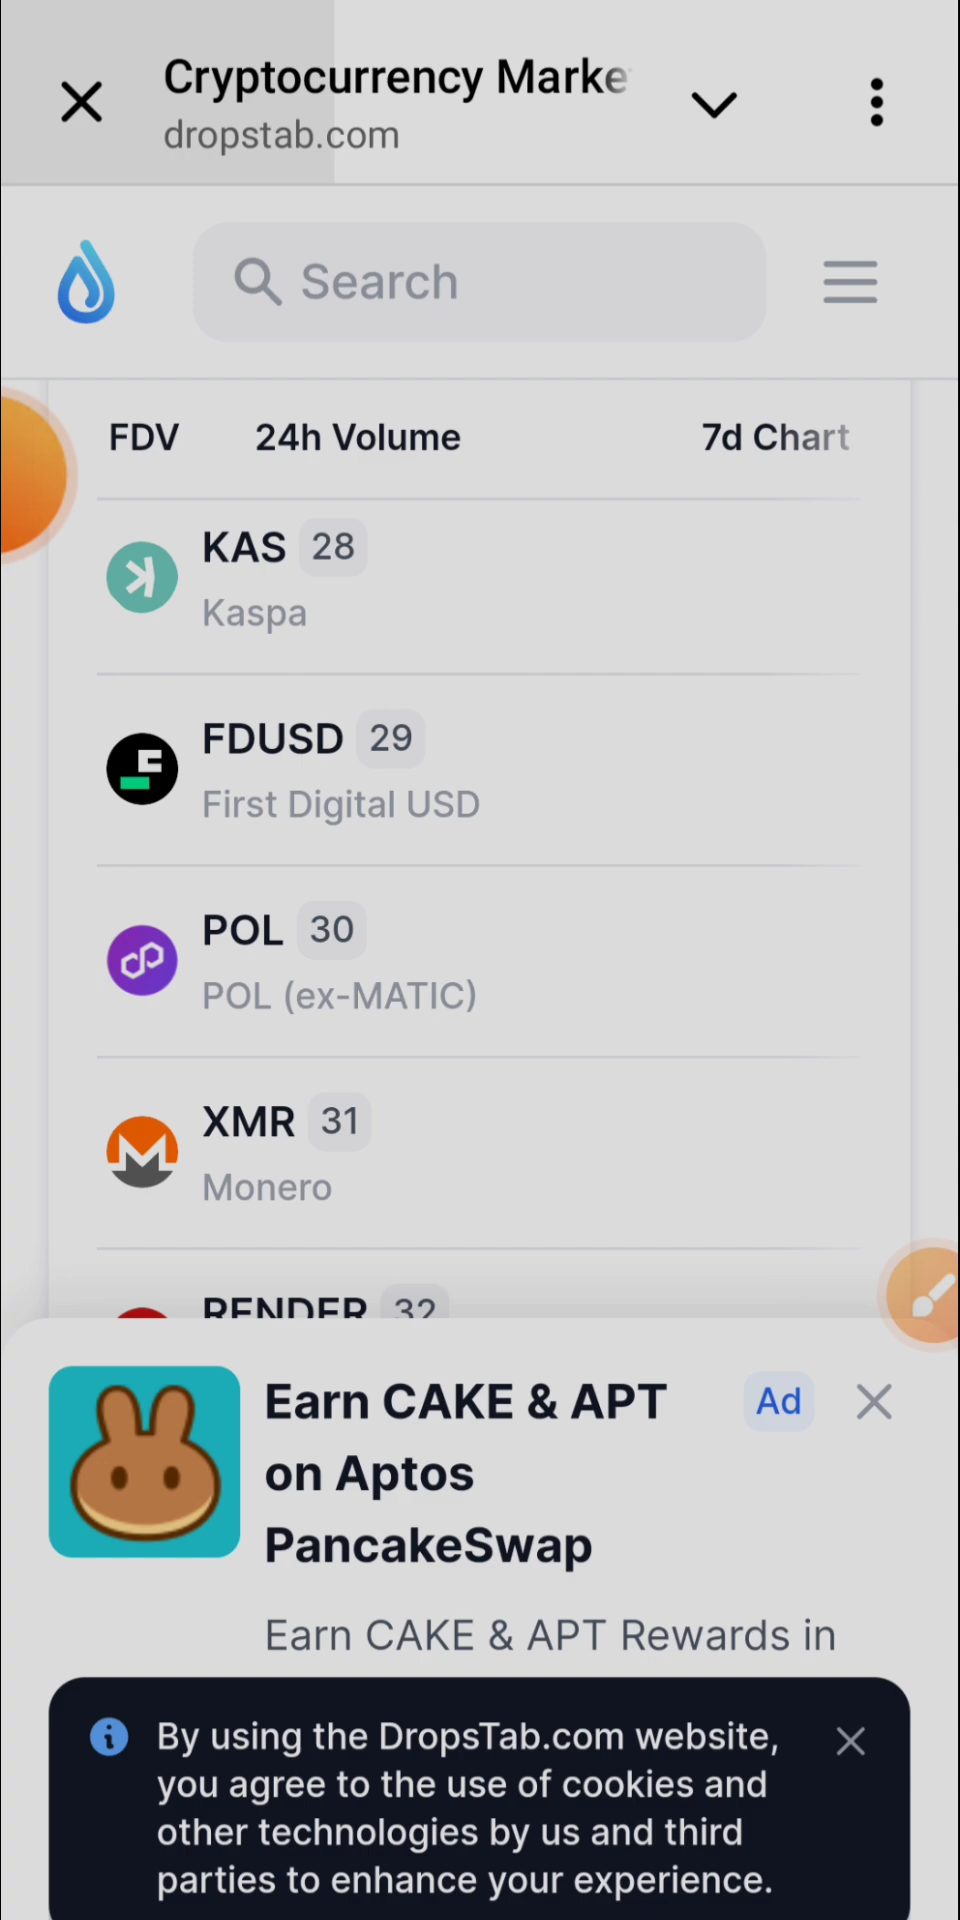 Cryptocurrency Marke
dropstab.com
Search
FDV 24h Volume 7d Chart
KAS 28
Kaspa
FDUSD 29
First Digital USD
POL 30
POL (ex-MATIC)
XMR 31
Monero
RENDER 32
Earn CAKE & APT Ad
on Aptos
PancakeSwap
Earn CAKE & APT Rewards in
By using the DropsTab.com website,
you agree to the use of cookies and
other technologies by us and third
parties to enhance your experience.